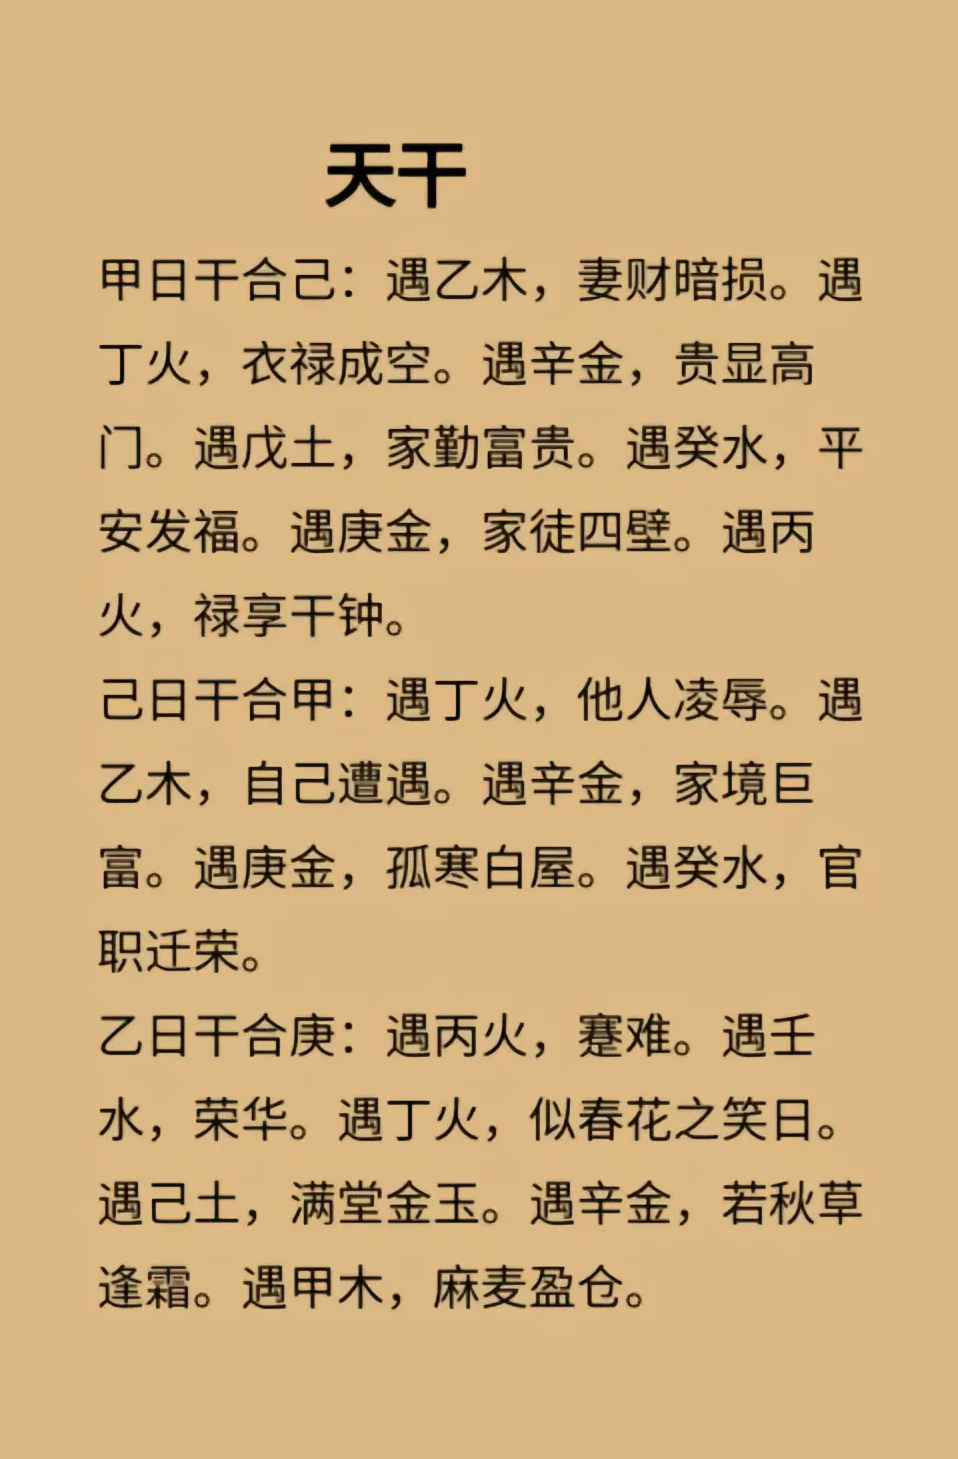 天干
甲日干合己：遇乙木，妻财暗损。遇
丁火，衣禄成空。遇辛金，贵显高
门。遇戊土，家勤富贵。遇癸水，平
安发福。遇庚金，家徒四壁。遇丙
火，禄享干钟。
己日干合甲：遇丁火，他人凌辱。遇
乙木，自己遭遇。遇辛金，家境巨
富。遇庚金，孤寒白屋。遇癸水，官
职迁荣。
乙日干合庚：遇丙火，蹇难。遇壬
水，荣华。遇丁火，似春花之笑日。
遇己土，满堂金玉。遇辛金，若秋草
逢霜。遇甲木，麻麦盈仓。